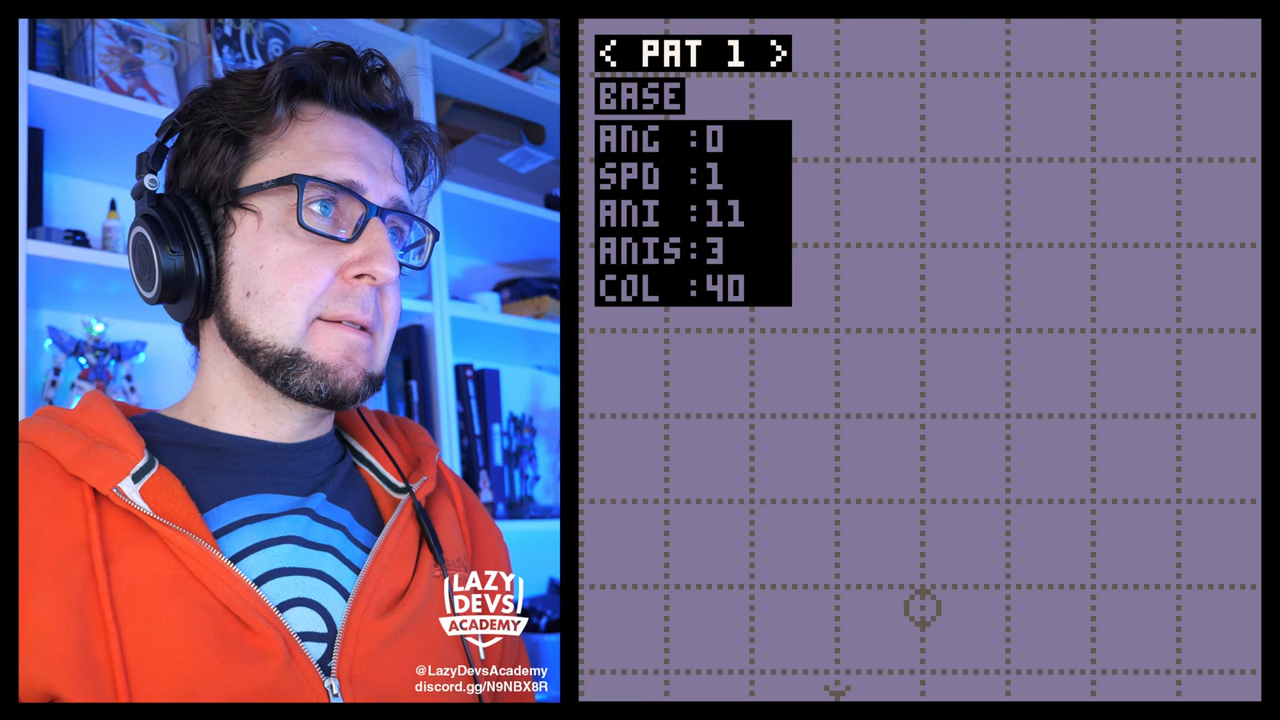 < PAT 1 >
BASE
ANG :0
SPD :1
ANI :11
ANIS:3
COL :40
LAZY
DEVS
ACADEMY
@LazyDevsAcademy
discord.gg/N9NBX8R